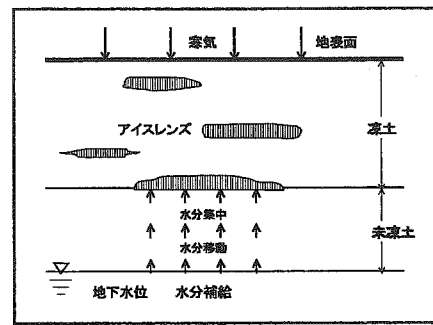 寒気 地表面
アイスレンズ
凍土
水分集中
未凍土
水分移動
地下水位 水分補給